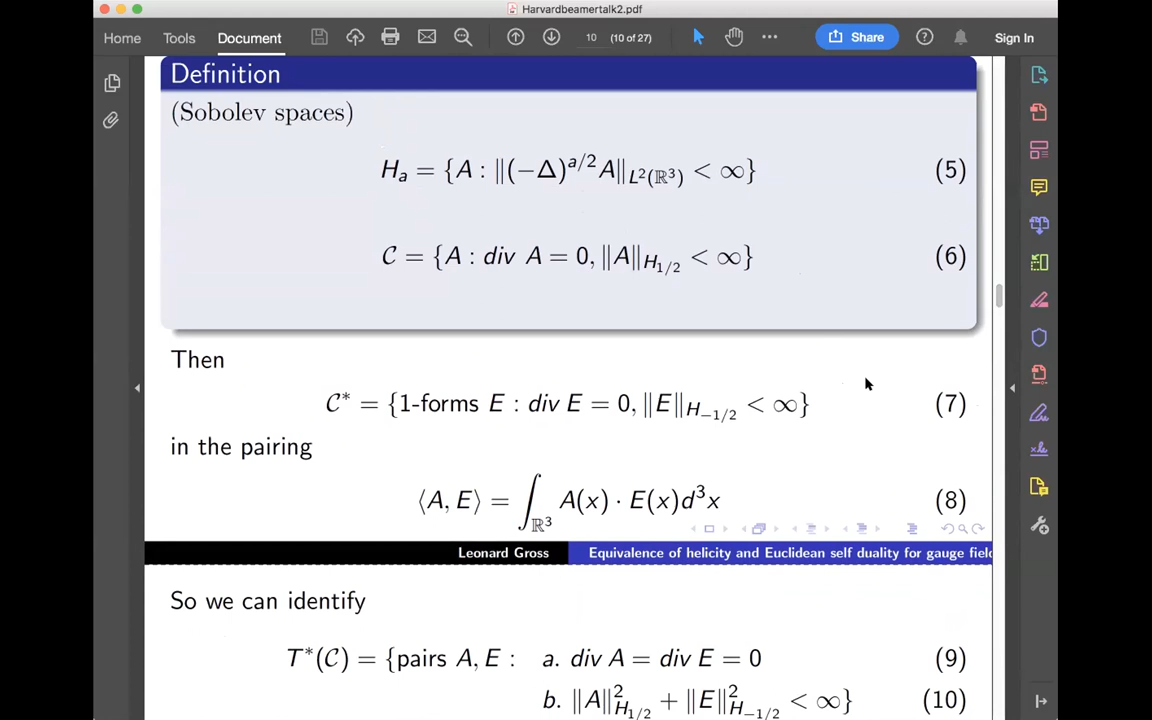 Harvardbeamertalk2.pdf
Home Tools Document 10 (10 of 27) Share Sign In
Definition
(Sobolev spaces)
H_a = {A : ‖(−Δ)^{a/2} A‖_{L²(ℝ³)} < ∞} (5)
𝒞 = {A : div A = 0, ‖A‖_{H_{1/2}} < ∞} (6)
Then
𝒞* = {1-forms E : div E = 0, ‖E‖_{H_{−1/2}} < ∞} (7)
in the pairing
⟨A, E⟩ = ∫_{ℝ³} A(x) · E(x)d³x (8)
Leonard Gross Equivalence of helicity and Euclidean self duality for gauge field
So we can identify
T*(𝒞) = {pairs A, E : a. div A = div E = 0 (9)
b. ‖A‖²_{H_{1/2}} + ‖E‖²_{H_{−1/2}} < ∞} (10)